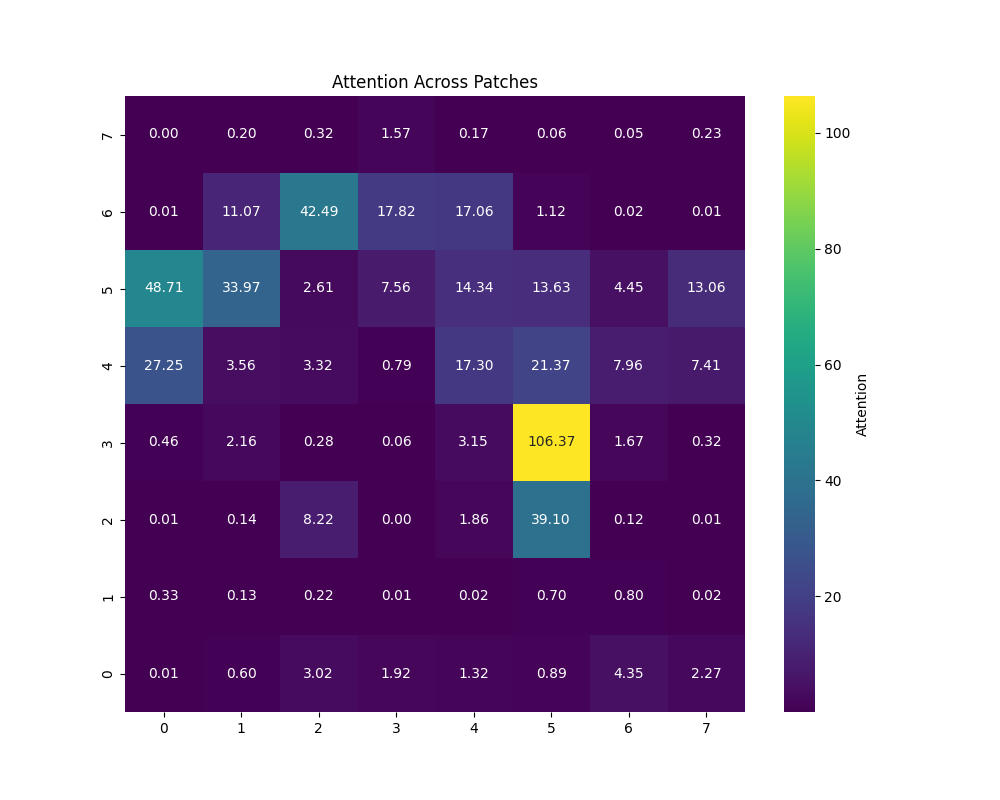 Attention Across Patches
7 0.00 0.20 0.32 1.57 0.17 0.06 0.05 0.23
6 0.01 11.07 42.49 17.82 17.06 1.12 0.02 0.01
5 48.71 33.97 2.61 7.56 14.34 13.63 4.45 13.06
4 27.25 3.56 3.32 0.79 17.30 21.37 7.96 7.41
3 0.46 2.16 0.28 0.06 3.15 106.37 1.67 0.32
2 0.01 0.14 8.22 0.00 1.86 39.10 0.12 0.01
1 0.33 0.13 0.22 0.01 0.02 0.70 0.80 0.02
0 0.01 0.60 3.02 1.92 1.32 0.89 4.35 2.27
0 1 2 3 4 5 6 7
100
80
60
40
20
Attention